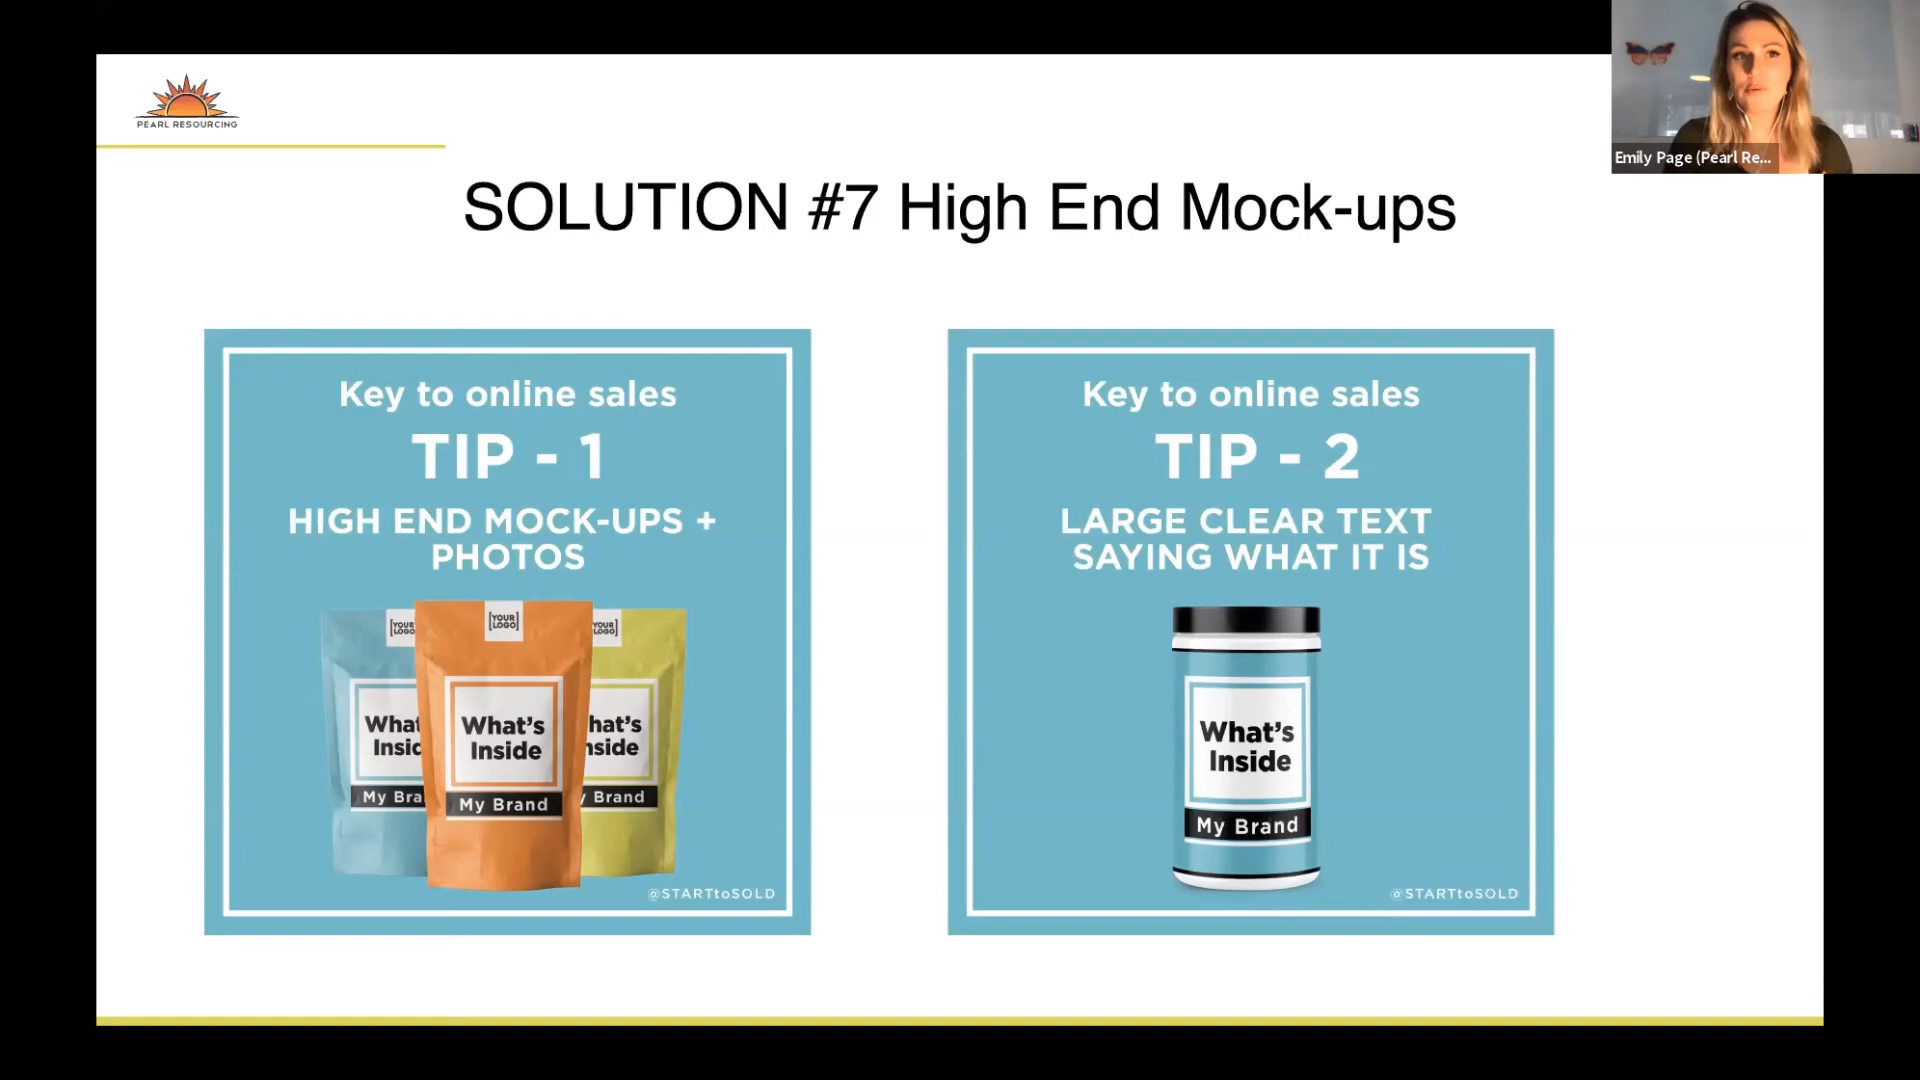 PEARL RESOURCING
Emily Page (Pearl Re...
SOLUTION #7 High End Mock-ups
Key to online sales
TIP - 1
HIGH END MOCK-UPS +
PHOTOS
[YOUR
LOGO
[YOUR
LOGO]
YOUR
LOGO]
What
Insid
My Bra
What's
Inside
My Brand
hat's
nside
y Brand
@STARTtoSOLD
Key to online sales
TIP - 2
LARGE CLEAR TEXT
SAYING WHAT IT IS
What's
Inside
My Brand
@STARTtoSOLD